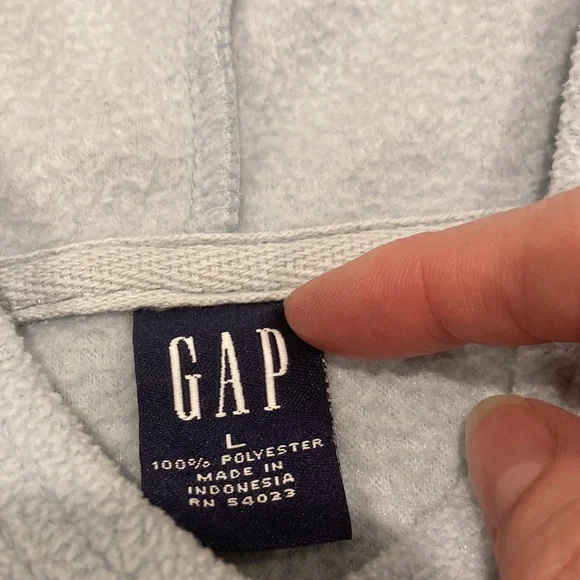 GAP
L
100% POLYESTER
MADE IN
INDONESIA
RN 54023